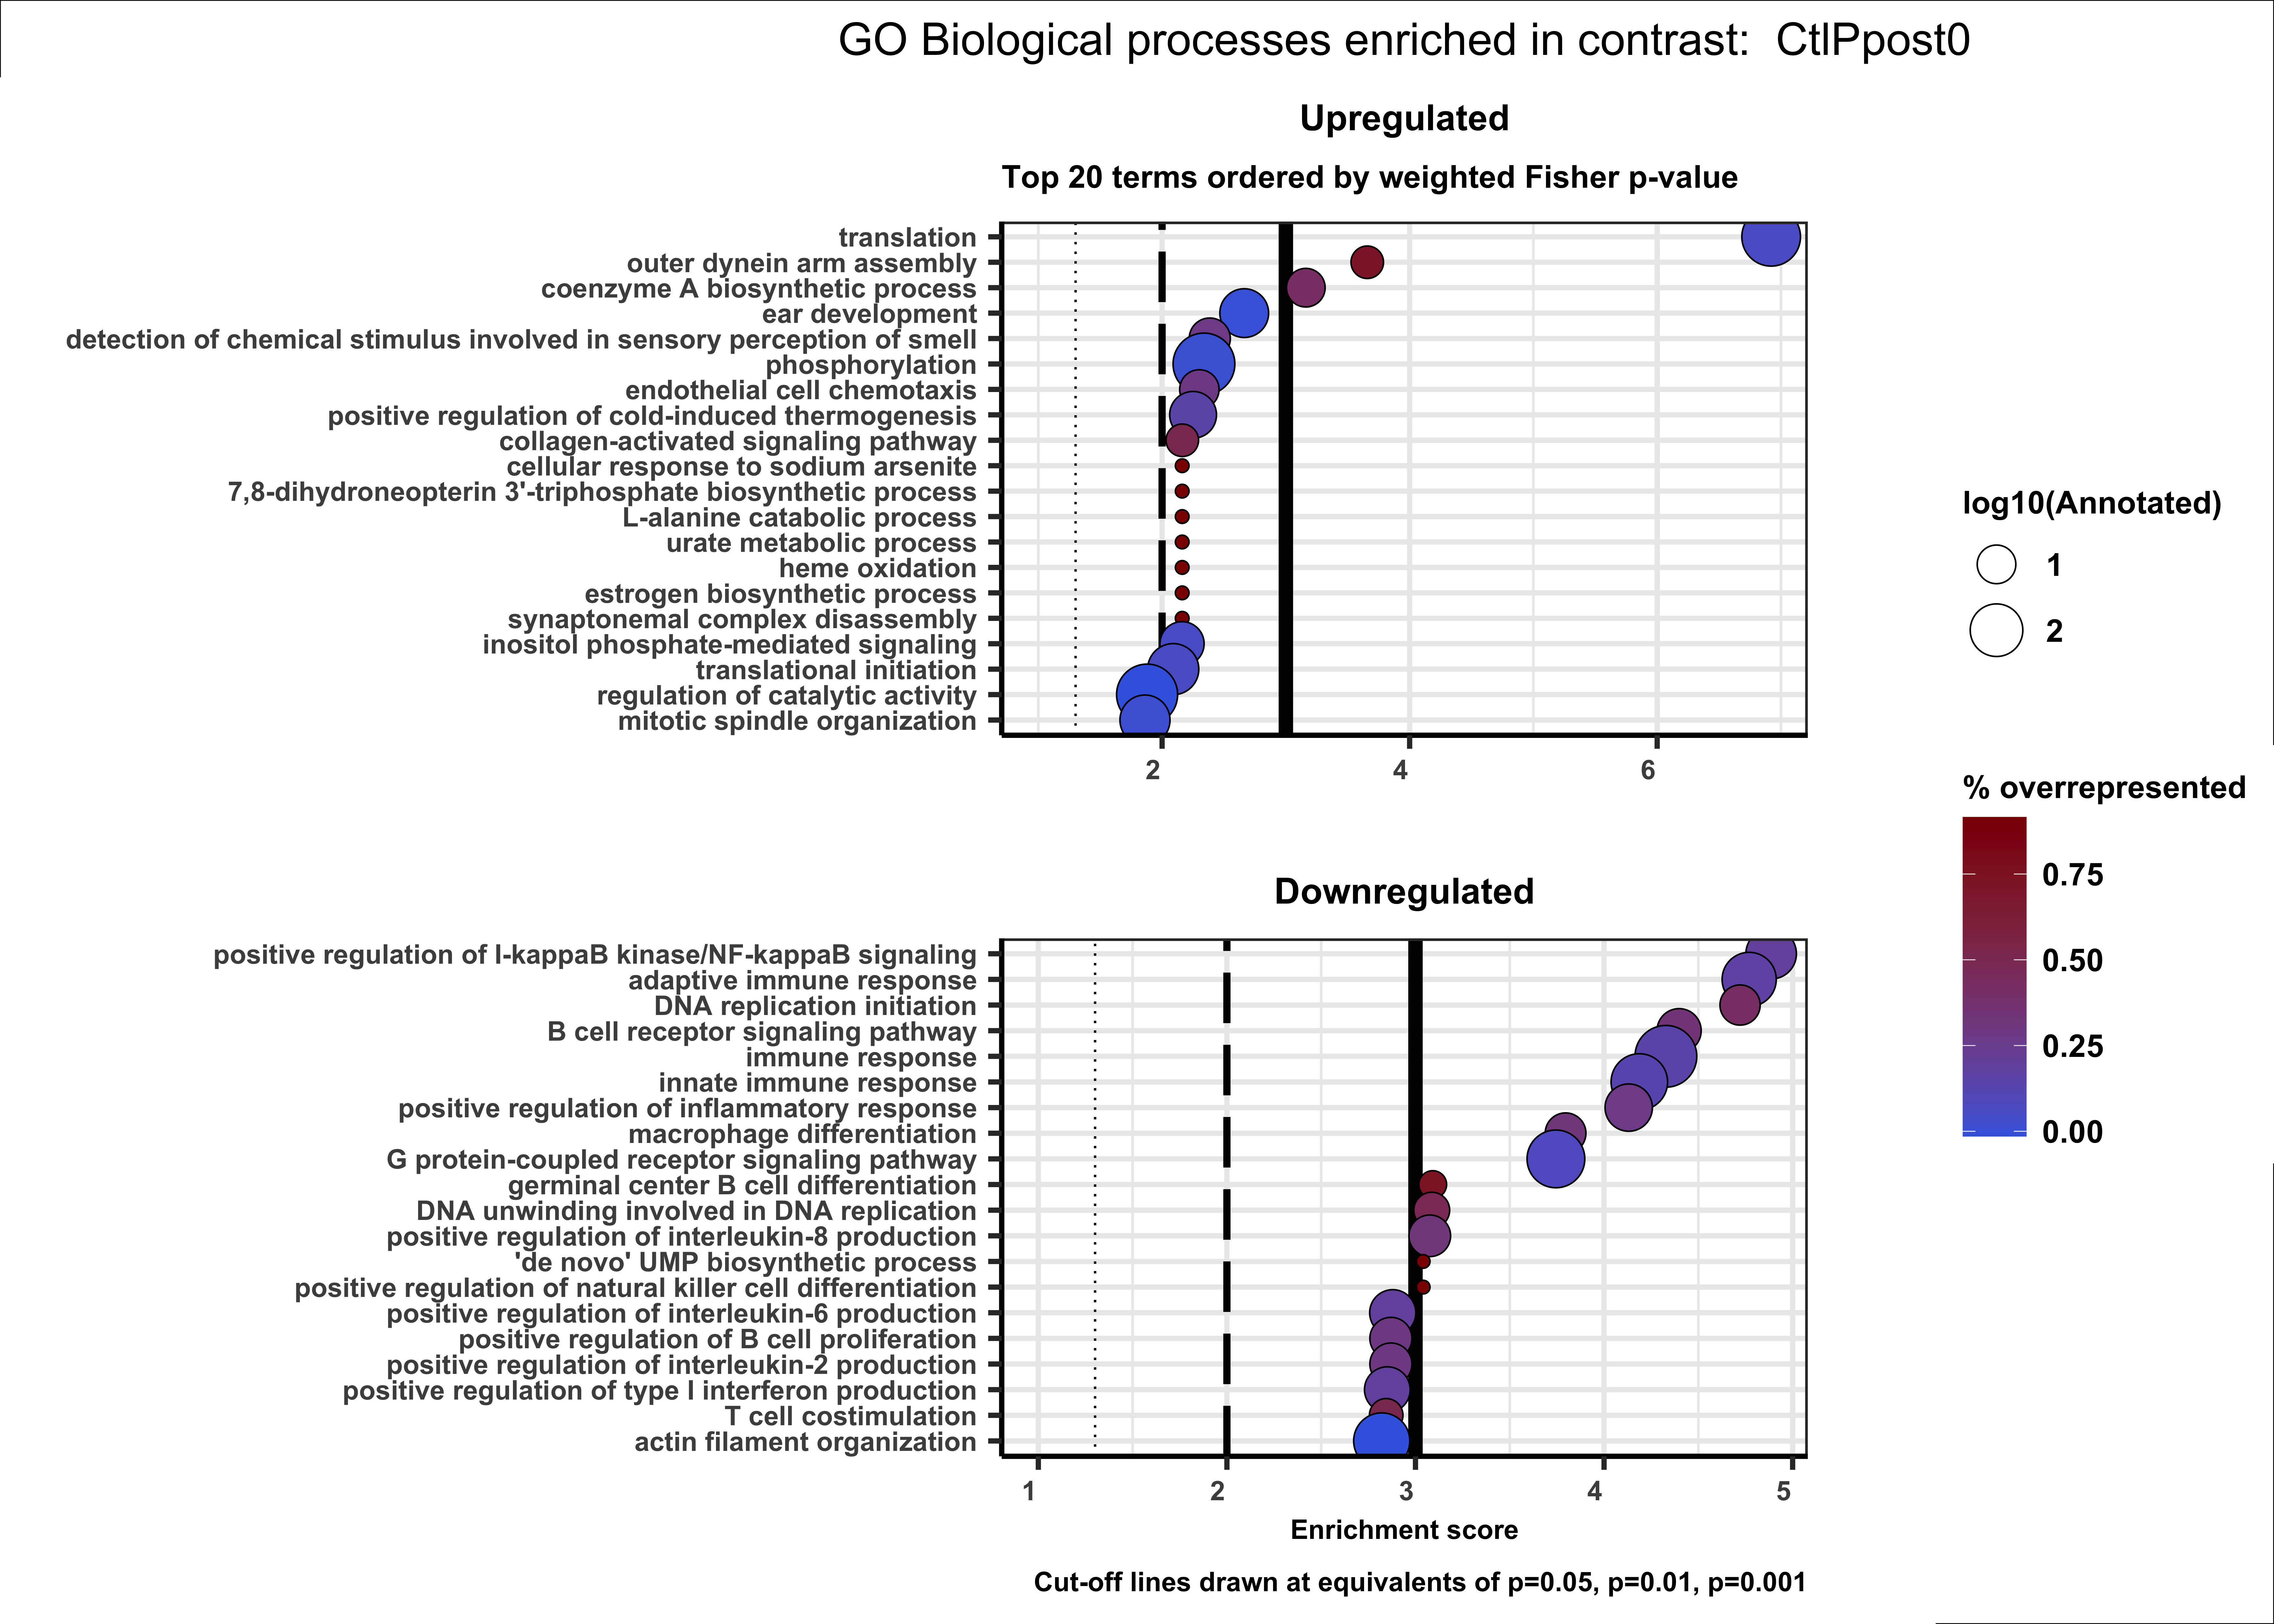 GO Biological processes enriched in contrast:  CtlPpost0
Upregulated
Top 20 terms ordered by weighted Fisher p-value
translation
outer dynein arm assembly
coenzyme A biosynthetic process
ear development
detection of chemical stimulus involved in sensory perception of smell
phosphorylation
endothelial cell chemotaxis
positive regulation of cold-induced thermogenesis
collagen-activated signaling pathway
cellular response to sodium arsenite
7,8-dihydroneopterin 3'-triphosphate biosynthetic process
L-alanine catabolic process
urate metabolic process
heme oxidation
estrogen biosynthetic process
synaptonemal complex disassembly
inositol phosphate-mediated signaling
translational initiation
regulation of catalytic activity
mitotic spindle organization
2 4 6
log10(Annotated)
1
2
% overrepresented
0.75
0.50
0.25
0.00
Downregulated
positive regulation of I-kappaB kinase/NF-kappaB signaling
adaptive immune response
DNA replication initiation
B cell receptor signaling pathway
immune response
innate immune response
positive regulation of inflammatory response
macrophage differentiation
G protein-coupled receptor signaling pathway
germinal center B cell differentiation
DNA unwinding involved in DNA replication
positive regulation of interleukin-8 production
'de novo' UMP biosynthetic process
positive regulation of natural killer cell differentiation
positive regulation of interleukin-6 production
positive regulation of B cell proliferation
positive regulation of interleukin-2 production
positive regulation of type I interferon production
T cell costimulation
actin filament organization
1 2 3 4 5
Enrichment score
Cut-off lines drawn at equivalents of p=0.05, p=0.01, p=0.001